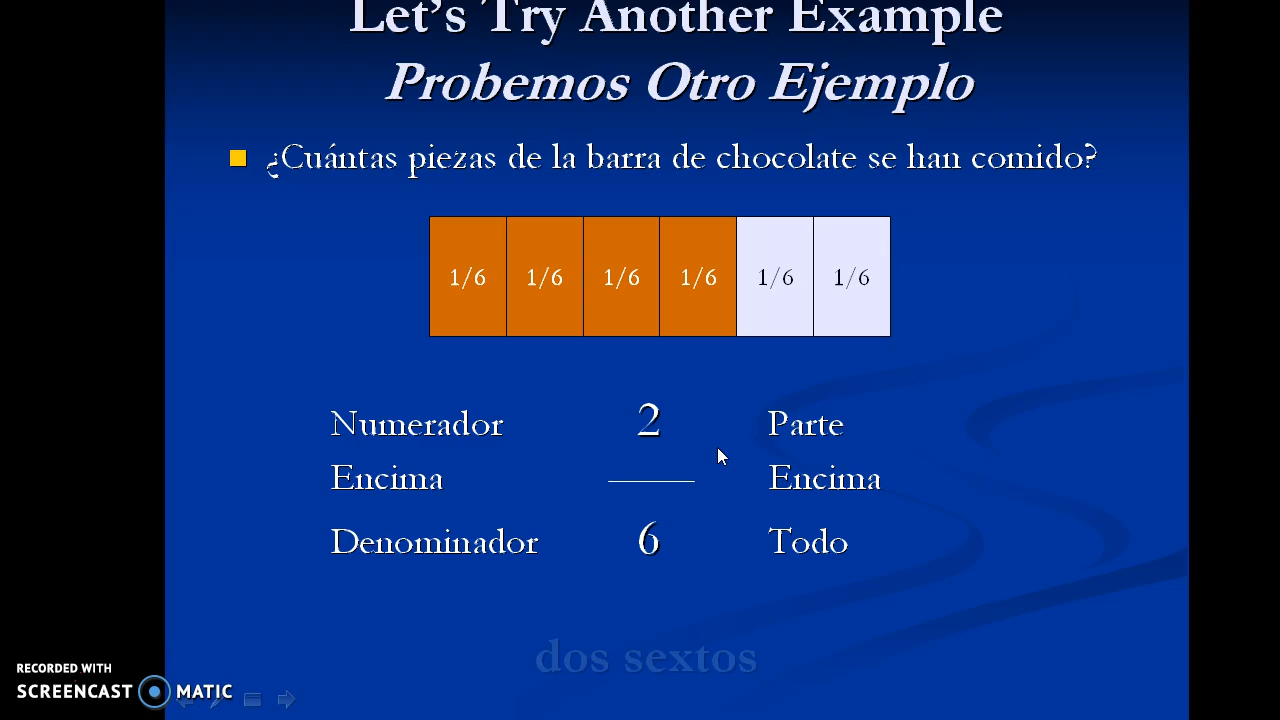 Let's Try Another Example
Probemos Otro Ejemplo
¿Cuántas piezas de la barra de chocolate se han comido?
1/6 1/6 1/6 1/6 1/6 1/6
Numerador 2 Parte
Encima Encima
Denominador 6 Todo
dos sextos
RECORDED WITH
SCREENCAST MATIC